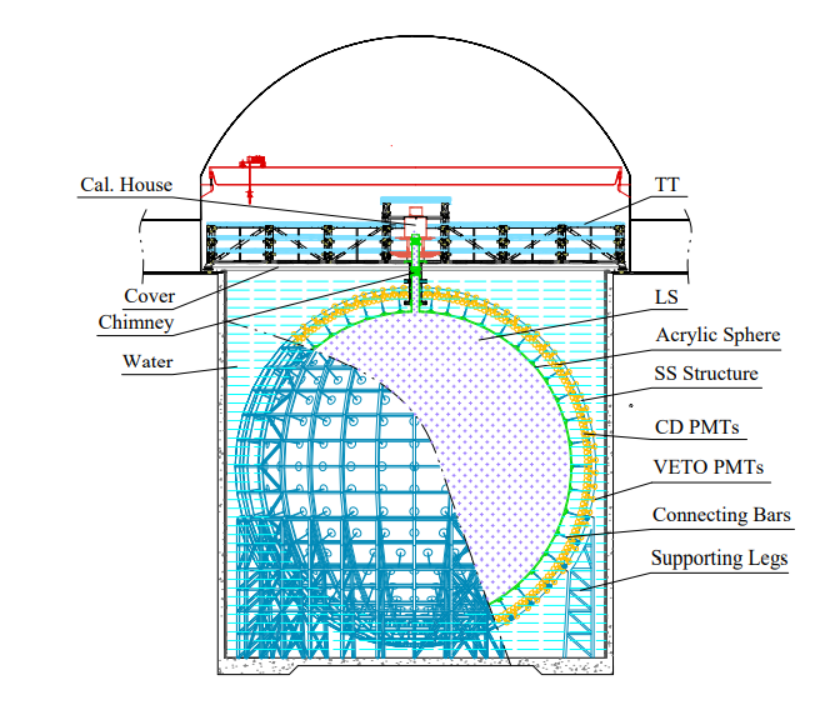 Cal. House
TT
Cover
Chimney
Water
LS
Acrylic Sphere
SS Structure
CD PMTs
VETO PMTs
Connecting Bars
Supporting Legs